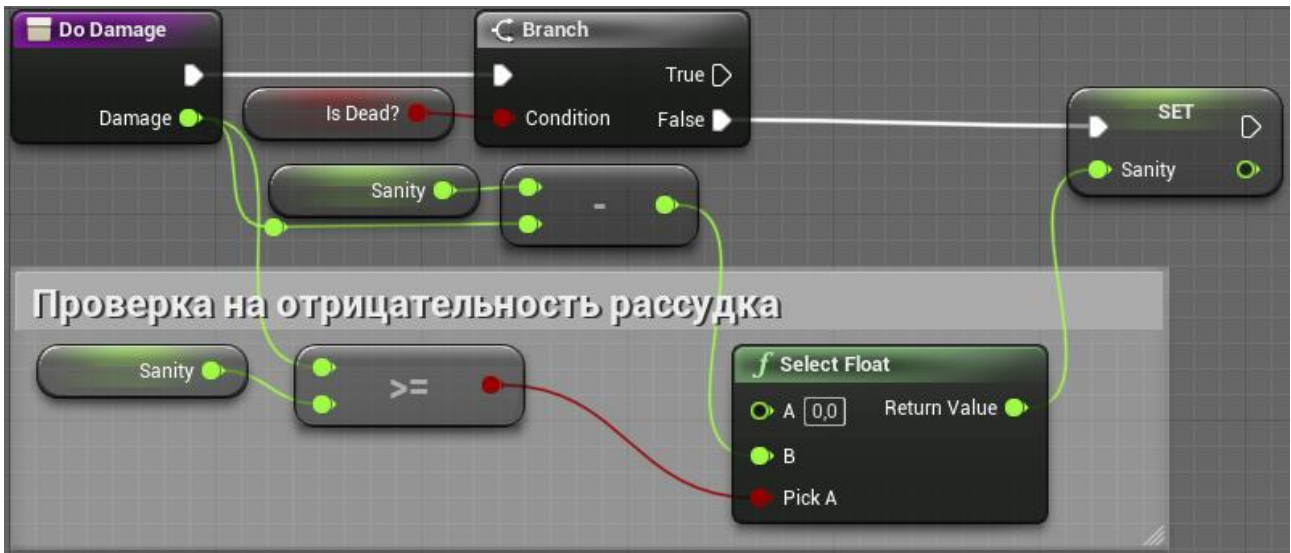 Do Damage
Damage
Is Dead?
Branch
True
Condition
False
SET
Sanity
Sanity
-
Проверка на отрицательность рассудка
Sanity
>=
f Select Float
A 0,0
Return Value
B
Pick A